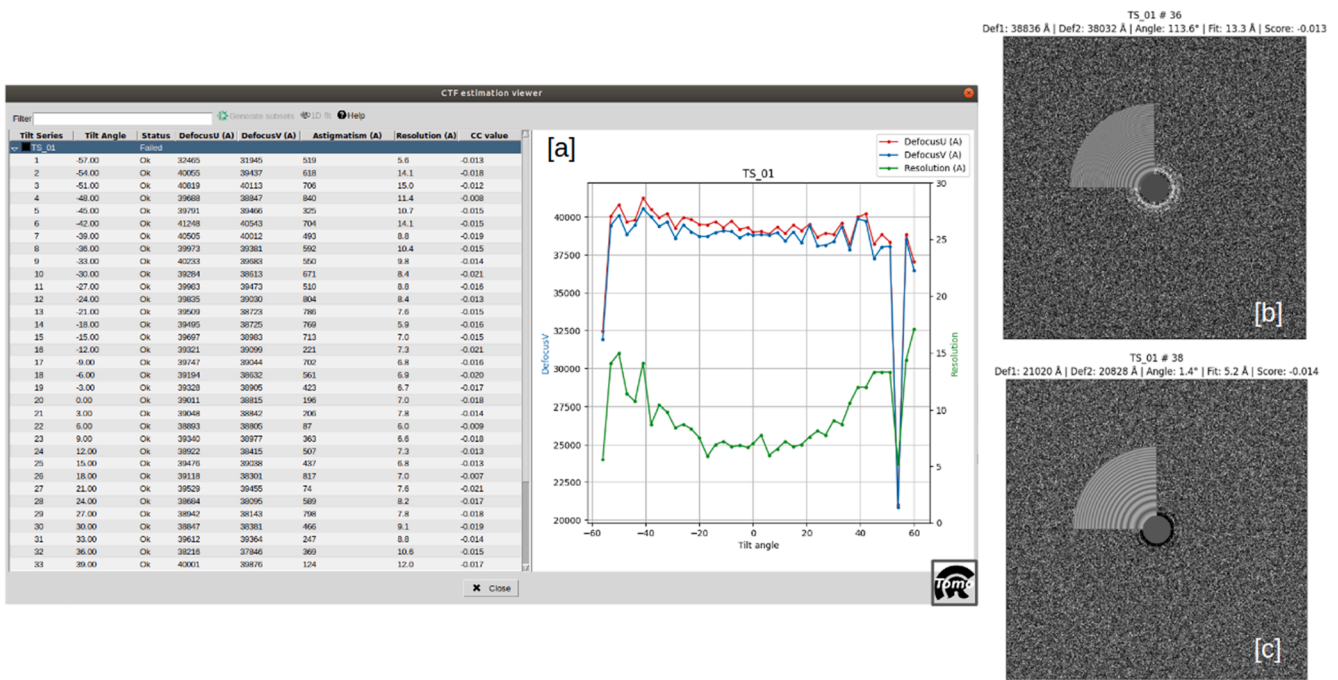 CTF estimation viewer
Filter Generate subsets 1D fit Help
Tilt Series Tilt Angle Status DefocusU (A) DefocusV (A) Astigmatism (A) Resolution (A) CC value
TS_01 Failed
1 -57.00 Ok 32465 31945 519 5.6 -0.013
2 -54.00 Ok 40055 39437 618 14.1 -0.018
3 -51.00 Ok 40819 40113 706 15.0 -0.012
4 -48.00 Ok 39688 38847 840 11.4 -0.008
5 -45.00 Ok 39791 39466 325 10.7 -0.015
6 -42.00 Ok 41248 40543 704 14.1 -0.015
7 -39.00 Ok 40505 40012 493 8.8 -0.019
8 -36.00 Ok 39973 39381 592 10.4 -0.015
9 -33.00 Ok 40233 39683 550 9.8 -0.014
10 -30.00 Ok 39284 38613 671 8.4 -0.021
11 -27.00 Ok 39983 39473 510 8.8 -0.016
12 -24.00 Ok 39835 39030 804 8.4 -0.013
13 -21.00 Ok 39509 38723 786 7.6 -0.015
14 -18.00 Ok 39495 38725 769 5.9 -0.016
15 -15.00 Ok 39697 38983 713 7.0 -0.015
16 -12.00 Ok 39321 39099 221 7.3 -0.021
17 -9.00 Ok 39747 39044 702 6.8 -0.016
18 -6.00 Ok 39194 38632 561 6.9 -0.020
19 -3.00 Ok 39328 38905 423 6.7 -0.017
20 0.00 Ok 39011 38815 196 7.0 -0.018
21 3.00 Ok 39048 38842 206 7.8 -0.014
22 6.00 Ok 38893 38805 87 6.0 -0.009
23 9.00 Ok 39340 38977 363 6.6 -0.018
24 12.00 Ok 38922 38415 507 7.3 -0.013
25 15.00 Ok 39476 39038 437 6.8 -0.013
26 18.00 Ok 39118 38301 817 7.0 -0.007
27 21.00 Ok 39529 39455 74 7.6 -0.021
28 24.00 Ok 38684 38095 589 8.2 -0.017
29 27.00 Ok 38942 38143 798 7.8 -0.018
30 30.00 Ok 38847 38381 466 9.1 -0.019
31 33.00 Ok 39612 39364 247 8.8 -0.014
32 36.00 Ok 38216 37846 369 10.6 -0.015
33 39.00 Ok 40001 39876 124 12.0 -0.017
Close
[a]
DefocusU (A)
DefocusV (A)
Resolution (A)
TS_01
40000
37500
35000
32500
30000
27500
25000
22500
20000
DefocusV
30
25
20
15
10
5
0
Resolution
−60 −40 −20 0 20 40 60
Tilt angle
Tomo
TS_01 # 36
Def1: 38836 Å | Def2: 38032 Å | Angle: 113.6° | Fit: 13.3 Å | Score: -0.013
[b]
TS_01 # 38
Def1: 21020 Å | Def2: 20828 Å | Angle: 1.4° | Fit: 5.2 Å | Score: -0.014
[c]